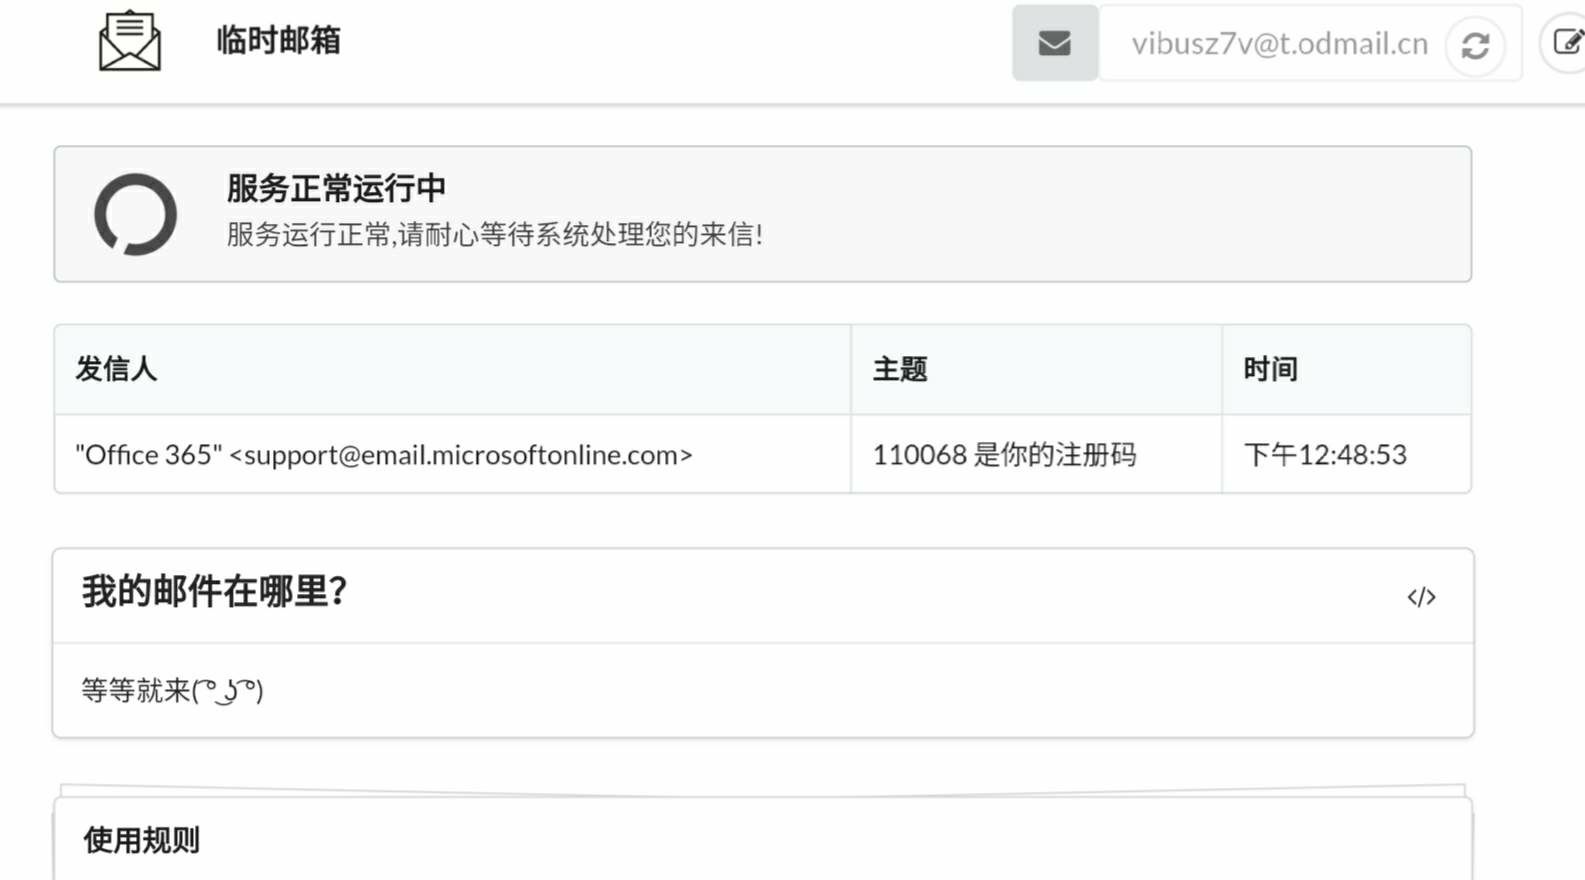 临时邮箱
vibusz7v@t.odmail.cn
服务正常运行中
服务运行正常,请耐心等待系统处理您的来信!
发信人 主题 时间
"Office 365" <support@email.microsoftonline.com> 110068 是你的注册码 下午12:48:53
我的邮件在哪里?
</>
等等就来( ͡° ͜ʖ ͡°)
使用规则